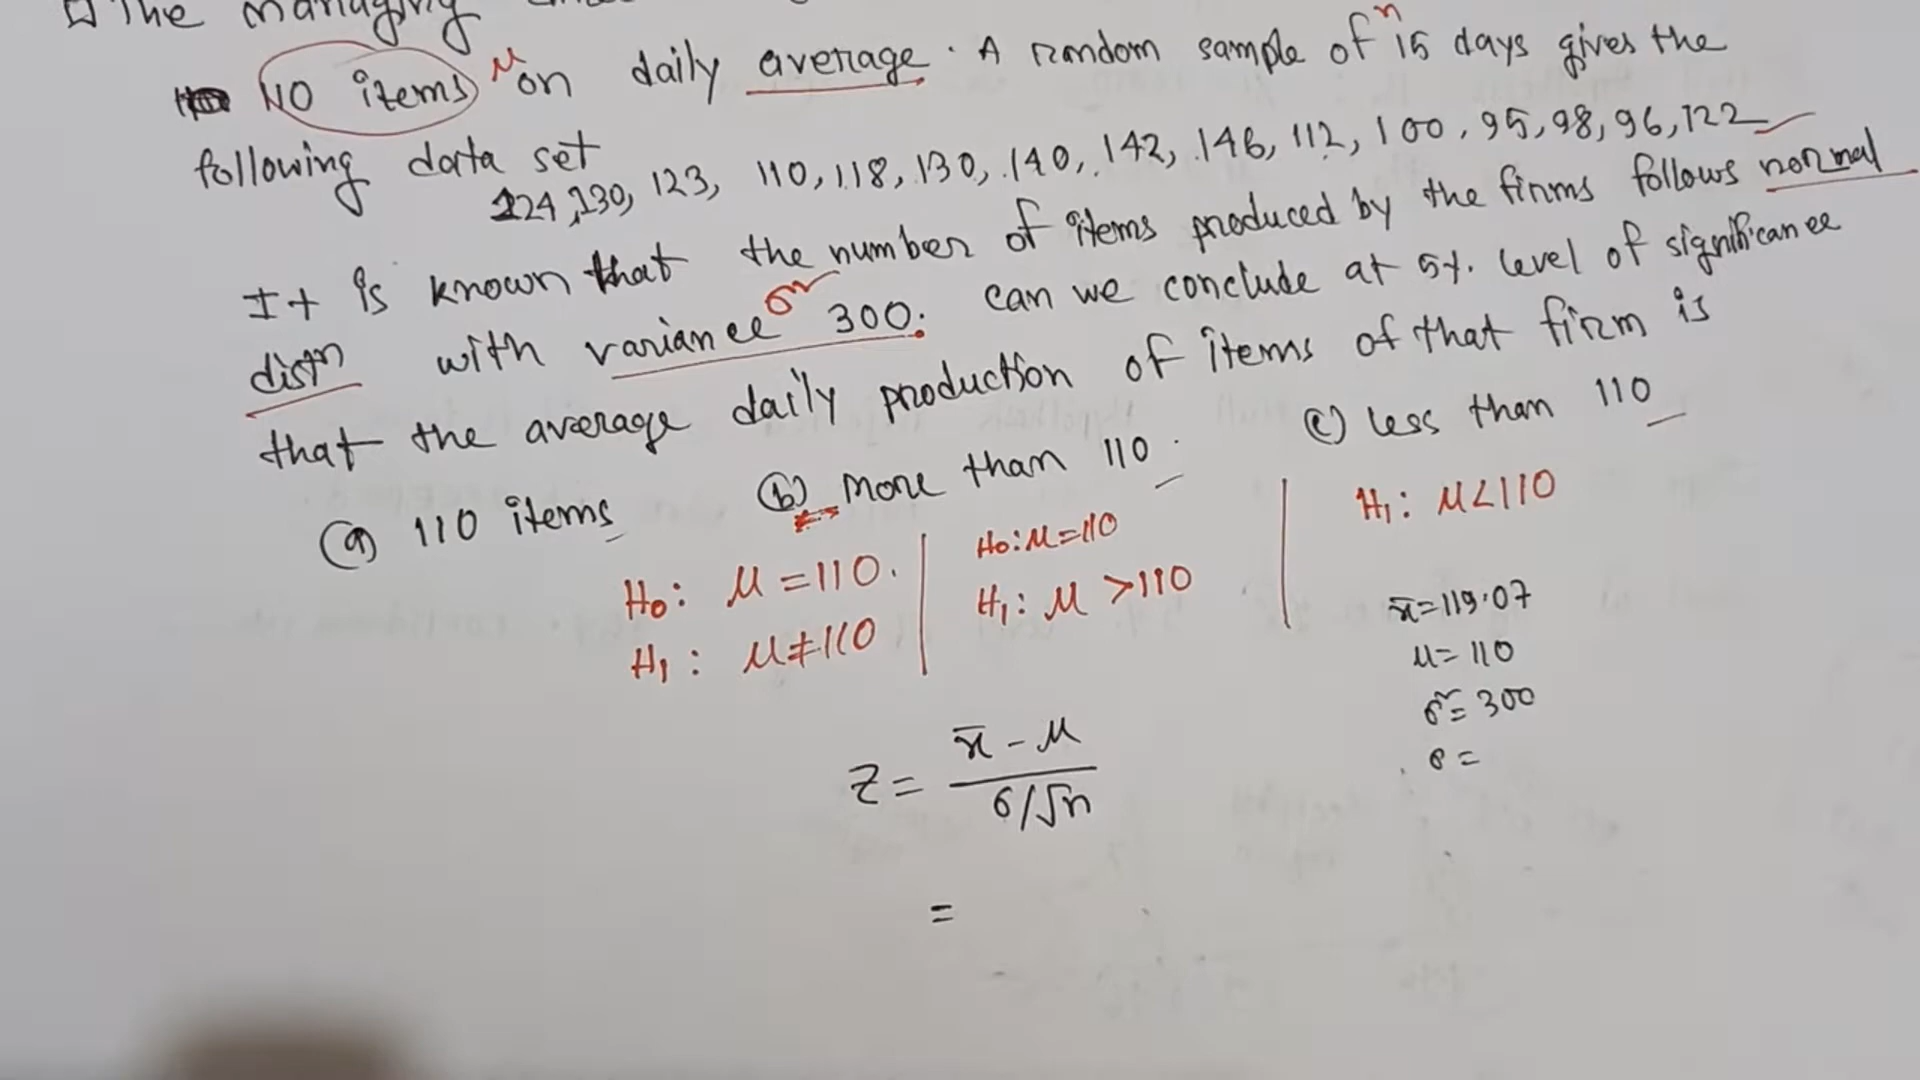 □ The managing
110 items μ on daily average. A random sample of n 15 days gives the
following data set
124, 130, 123, 110, 118, 130, 140, 142, 146, 112, 100, 95, 98, 96, 122
It is known that the number of items produced by the firms follows normal
distn with variance σ² 300. Can we conclude at 5%. level of significance
that the average daily production of items of that firm is
(a) 110 items (b) more than 110 (c) less than 110
H₀: μ = 110. H₀: μ = 110 H₁: μ < 110
H₁: μ ≠ 110 H₁: μ > 110
x̄ = 119.07
μ = 110
σ² = 300
σ =
Z = (x̄ - μ) / (σ/√n)
=